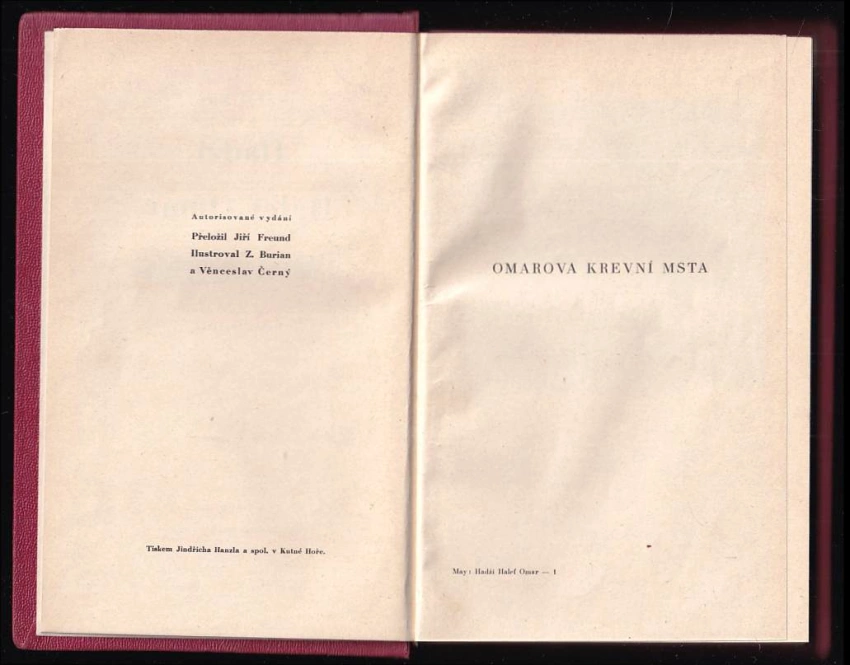 Autorisované vydání
Přeložil Jiří Freund
Ilustroval Z. Burian
a Věnceslav Černý
Tiskem Jindřicha Hanzla a spol. v Kutné Hoře.
OMAROVA KREVNÍ MSTA
May: Hadži Halef Omar — 1